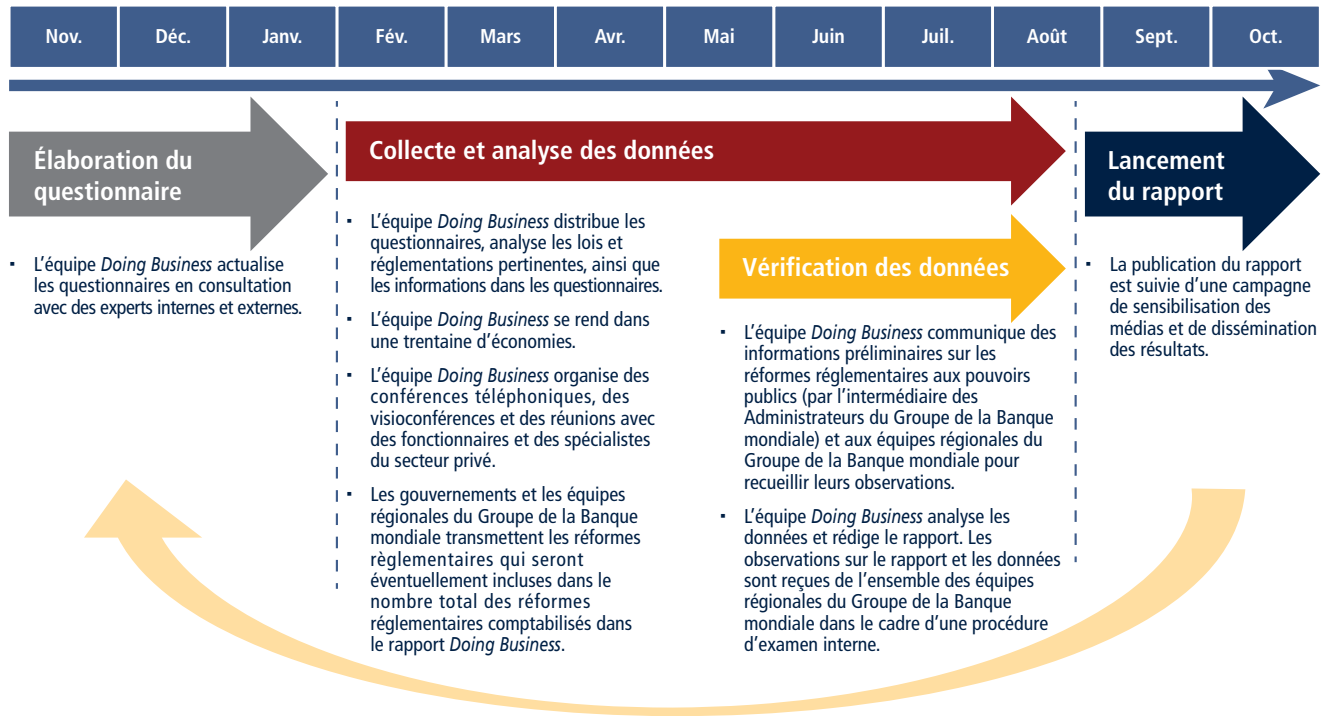 Nov. Déc. Janv. Fév. Mars Avr. Mai Juin Juil. Août Sept. Oct.
Élaboration du
questionnaire
▪ L'équipe Doing Business actualise
les questionnaires en consultation
avec des experts internes et externes.
Collecte et analyse des données
▪ L'équipe Doing Business distribue les
questionnaires, analyse les lois et
réglementations pertinentes, ainsi que
les informations dans les questionnaires.
▪ L'équipe Doing Business se rend dans
une trentaine d'économies.
▪ L'équipe Doing Business organise des
conférences téléphoniques, des
visioconférences et des réunions avec
des fonctionnaires et des spécialistes
du secteur privé.
▪ Les gouvernements et les équipes
régionales du Groupe de la Banque
mondiale transmettent les réformes
règlementaires qui seront
éventuellement incluses dans le
nombre total des réformes
réglementaires comptabilisés dans
le rapport Doing Business.
Vérification des données
▪ L'équipe Doing Business communique des
informations préliminaires sur les
réformes réglementaires aux pouvoirs
publics (par l'intermédiaire des
Administrateurs du Groupe de la Banque
mondiale) et aux équipes régionales du
Groupe de la Banque mondiale pour
recueillir leurs observations.
▪ L'équipe Doing Business analyse les
données et rédige le rapport. Les
observations sur le rapport et les données
sont reçues de l'ensemble des équipes
régionales du Groupe de la Banque
mondiale dans le cadre d'une procédure
d'examen interne.
Lancement
du rapport
▪ La publication du rapport
est suivie d'une campagne
de sensibilisation des
médias et de dissémination
des résultats.